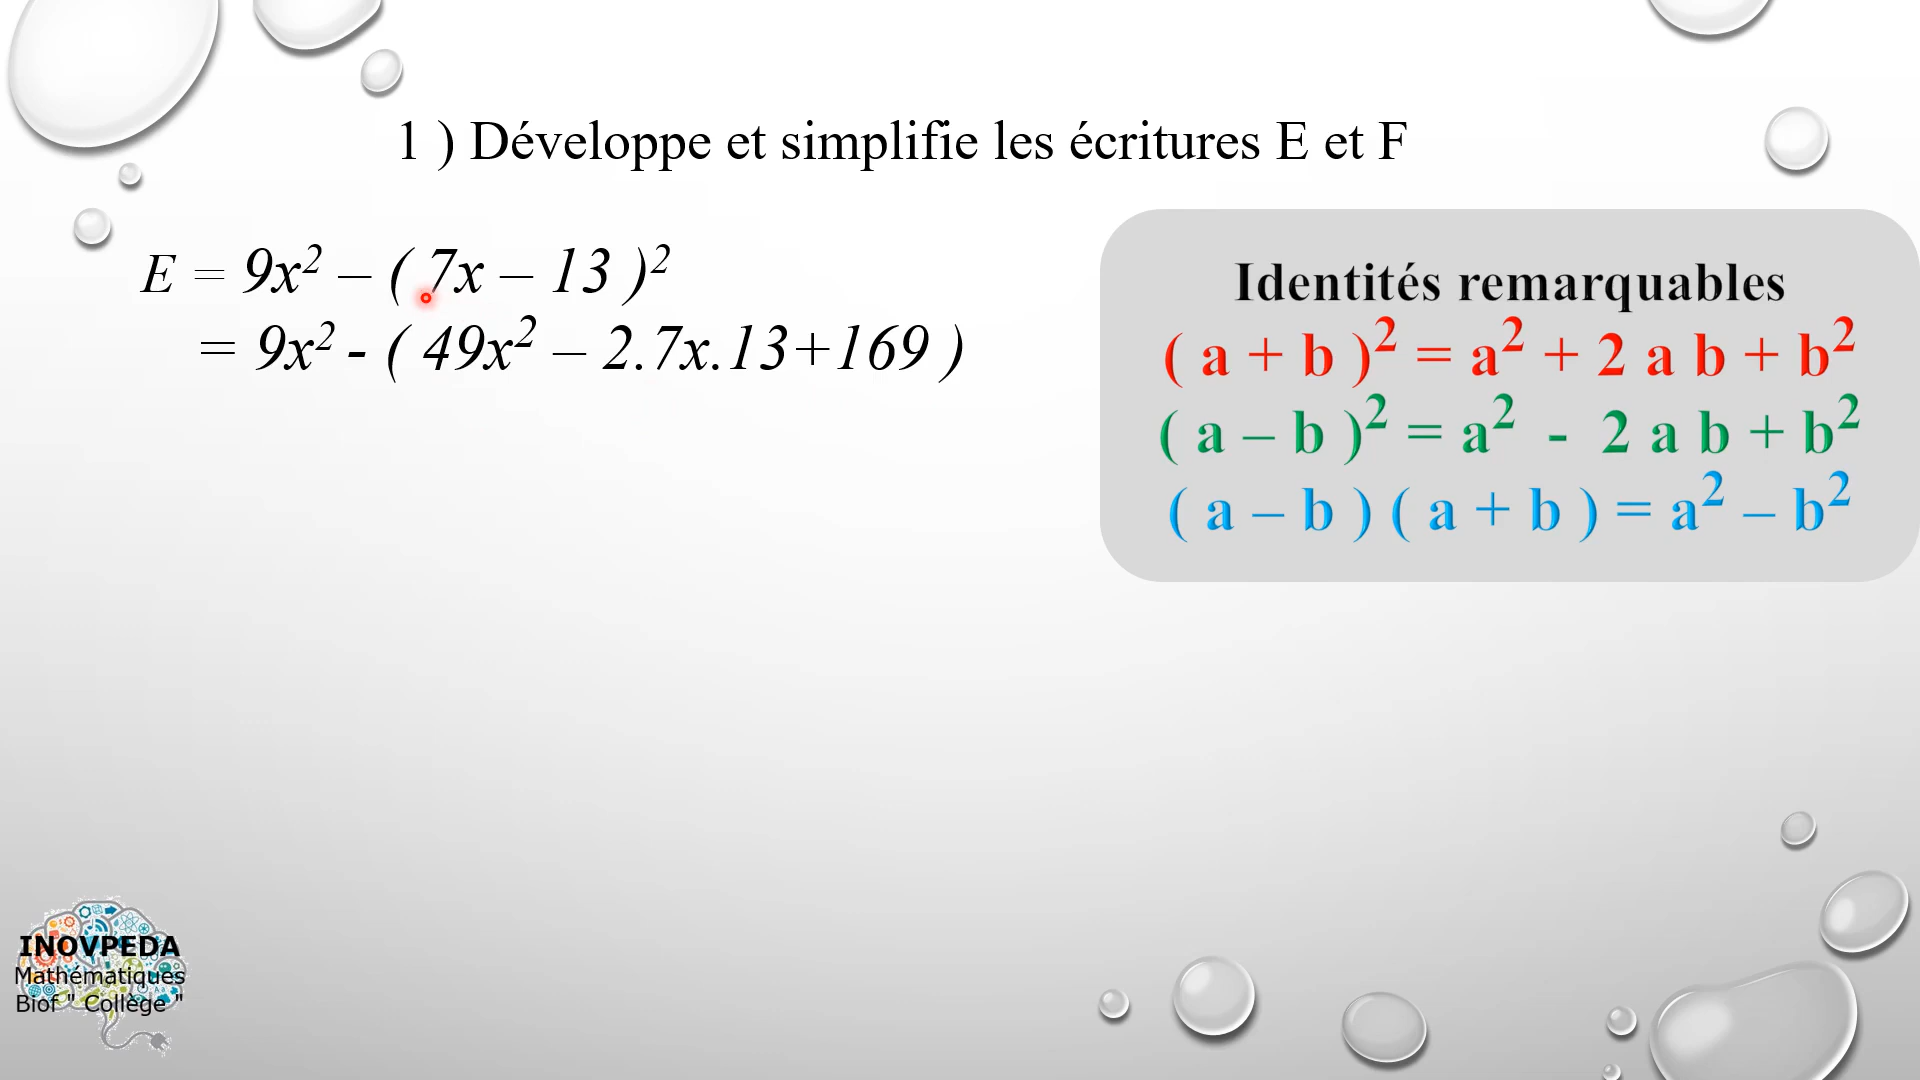 1 ) Développe et simplifie les écritures E et F
E = 9x² – ( 7x – 13 )²
= 9x² - ( 49x² – 2.7x.13+169 )
Identités remarquables
( a + b )² = a² + 2 a b + b²
( a – b )² = a² - 2 a b + b²
( a – b ) ( a + b ) = a² – b²
INOVPEDA
Mathématiques
Biof " Collège "